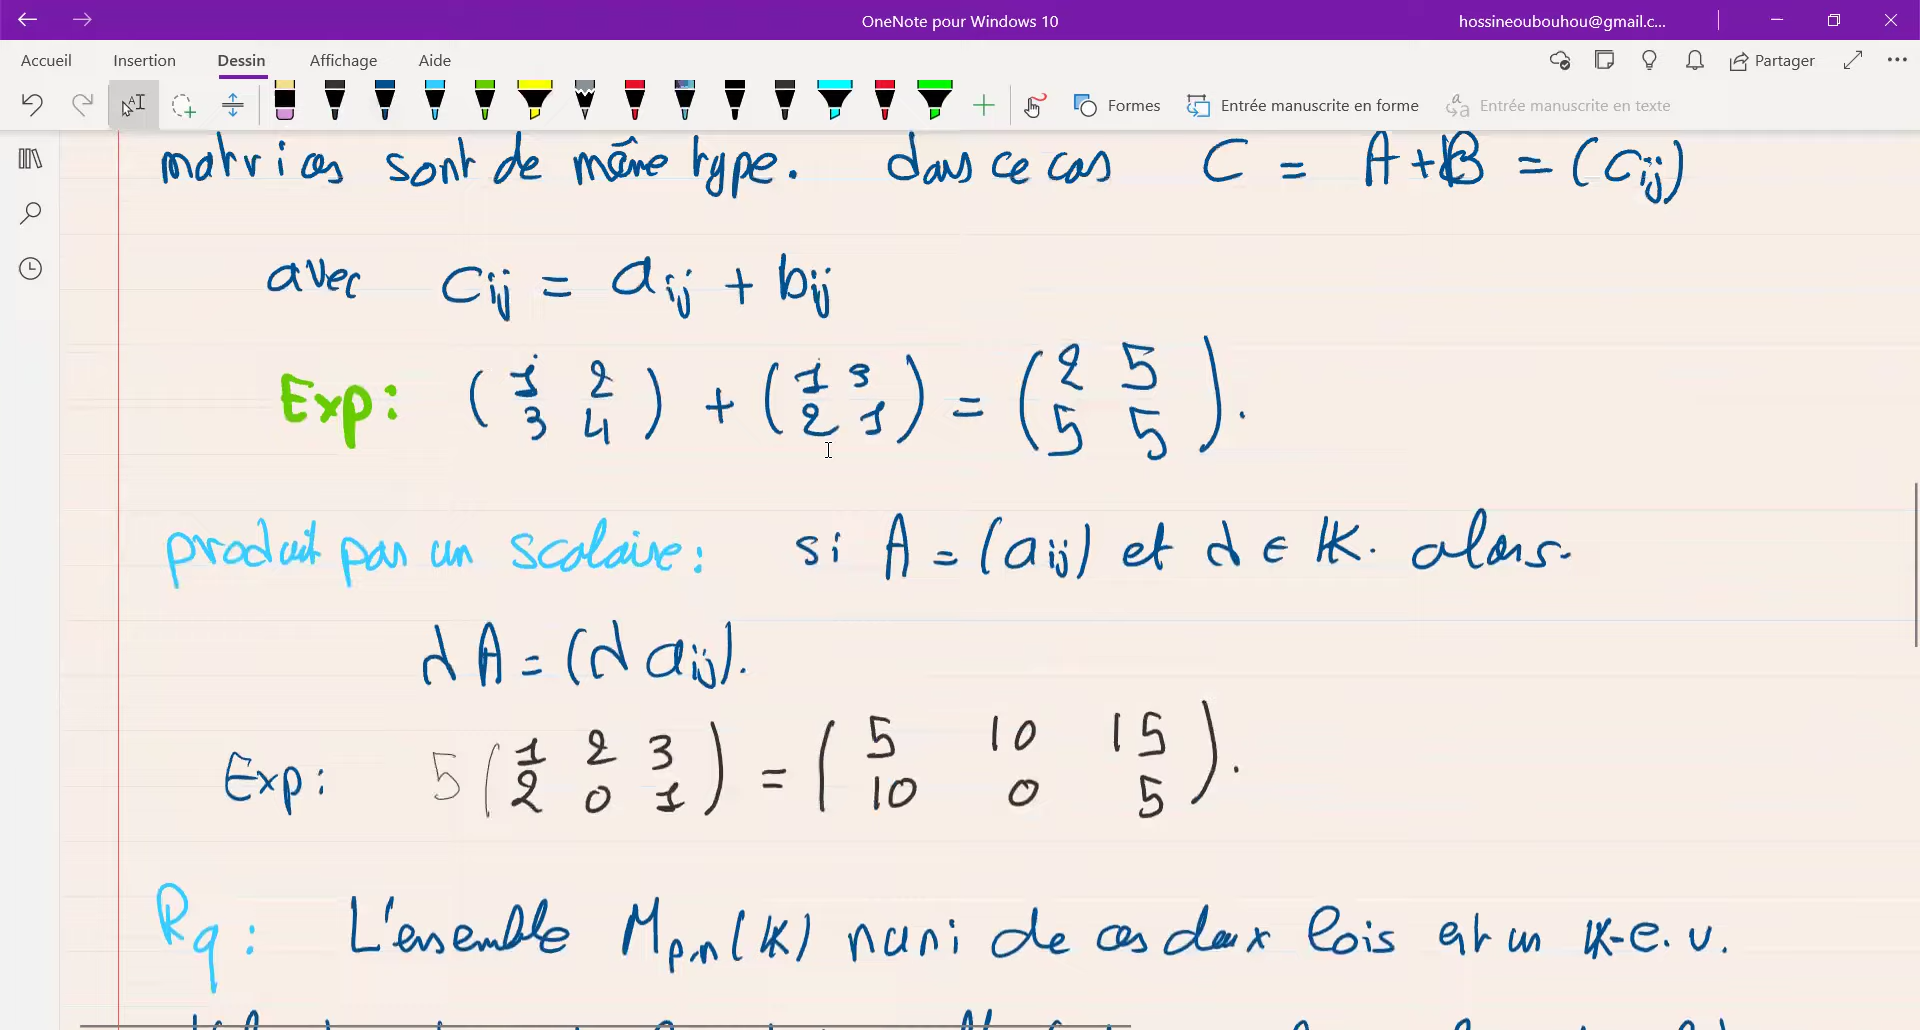 OneNote pour Windows 10
hossineoubouhou@gmail.c...
Accueil Insertion Dessin Affichage Aide
Partager
Formes Entrée manuscrite en forme Entrée manuscrite en texte
matrices sont de même type. dans ce cas C = A + B = (cij)
avec cij = aij + bij
Exp: ( 1 2 ) + ( 1 3 ) = ( 2 5 ).
( 3 4 ) ( 2 1 ) ( 5 5 )
produit par un scalaire: si A = (aij) et λ ∈ 𝕂. alors.
λA = (λ aij).
Exp: 5 ( 1 2 3 ) = ( 5 10 15 ).
( 2 0 1 ) ( 10 0 5 )
Rq: L'ensemble Mp,n(𝕂) muni de ces deux lois est un 𝕂-e.v.